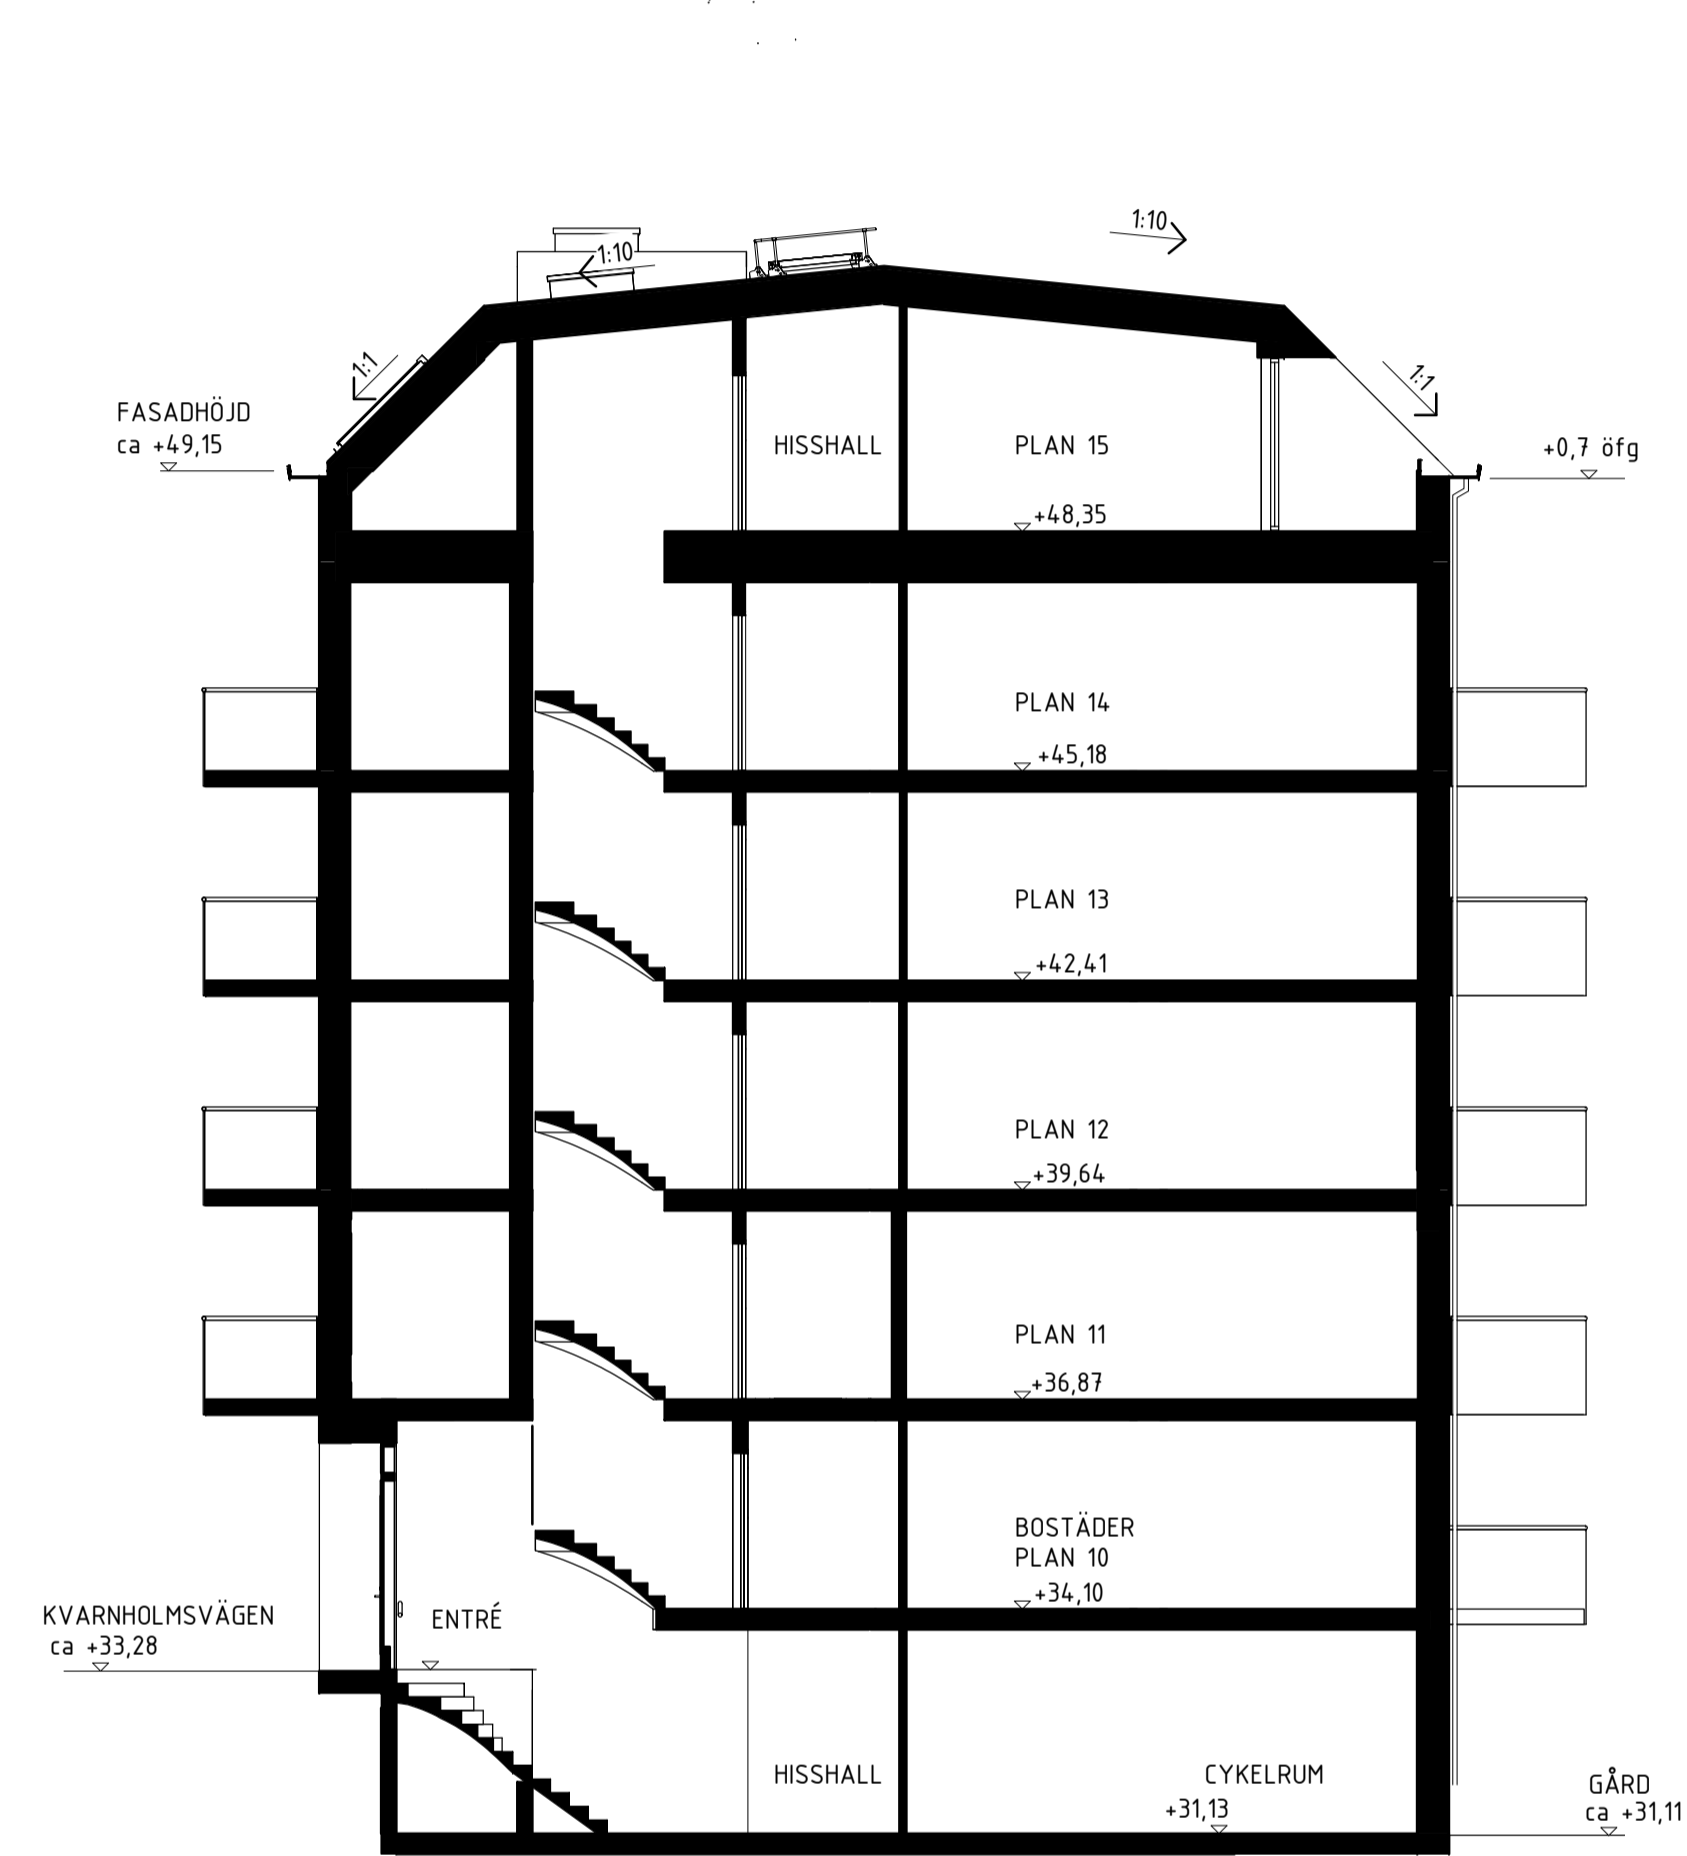 1:10
1:10
1:1
1:1
FASADHÖJD
ca +49,15
HISSHALL
PLAN 15
+0,7 öfg
+48,35
PLAN 14
+45,18
PLAN 13
+42,41
PLAN 12
+39,64
PLAN 11
+36,87
BOSTÄDER
PLAN 10
+34,10
KVARNHOLMSVÄGEN
ca +33,28
ENTRÉ
HISSHALL
CYKELRUM
+31,13
GÅRD
ca +31,11